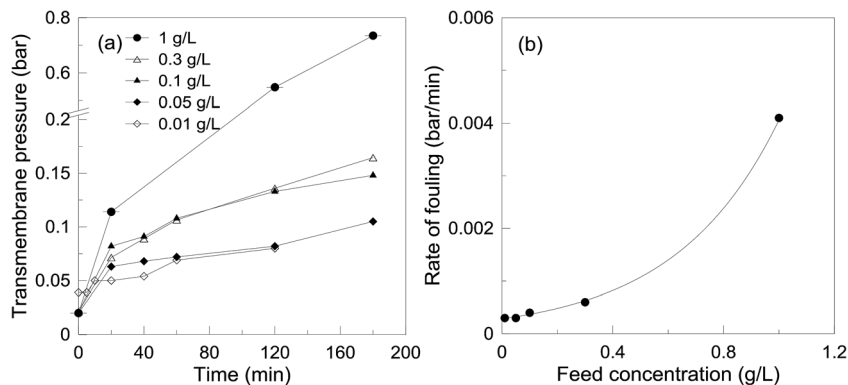 (a)
1 g/L
0.3 g/L
0.1 g/L
0.05 g/L
0.01 g/L
Transmembrane pressure (bar)
0.8
0.6
0.2
0.15
0.1
0.05
0
0 40 80 120 160 200
Time (min)
(b)
Rate of fouling (bar/min)
0.006
0.004
0.002
0.000
0.0 0.4 0.8 1.2
Feed concentration (g/L)